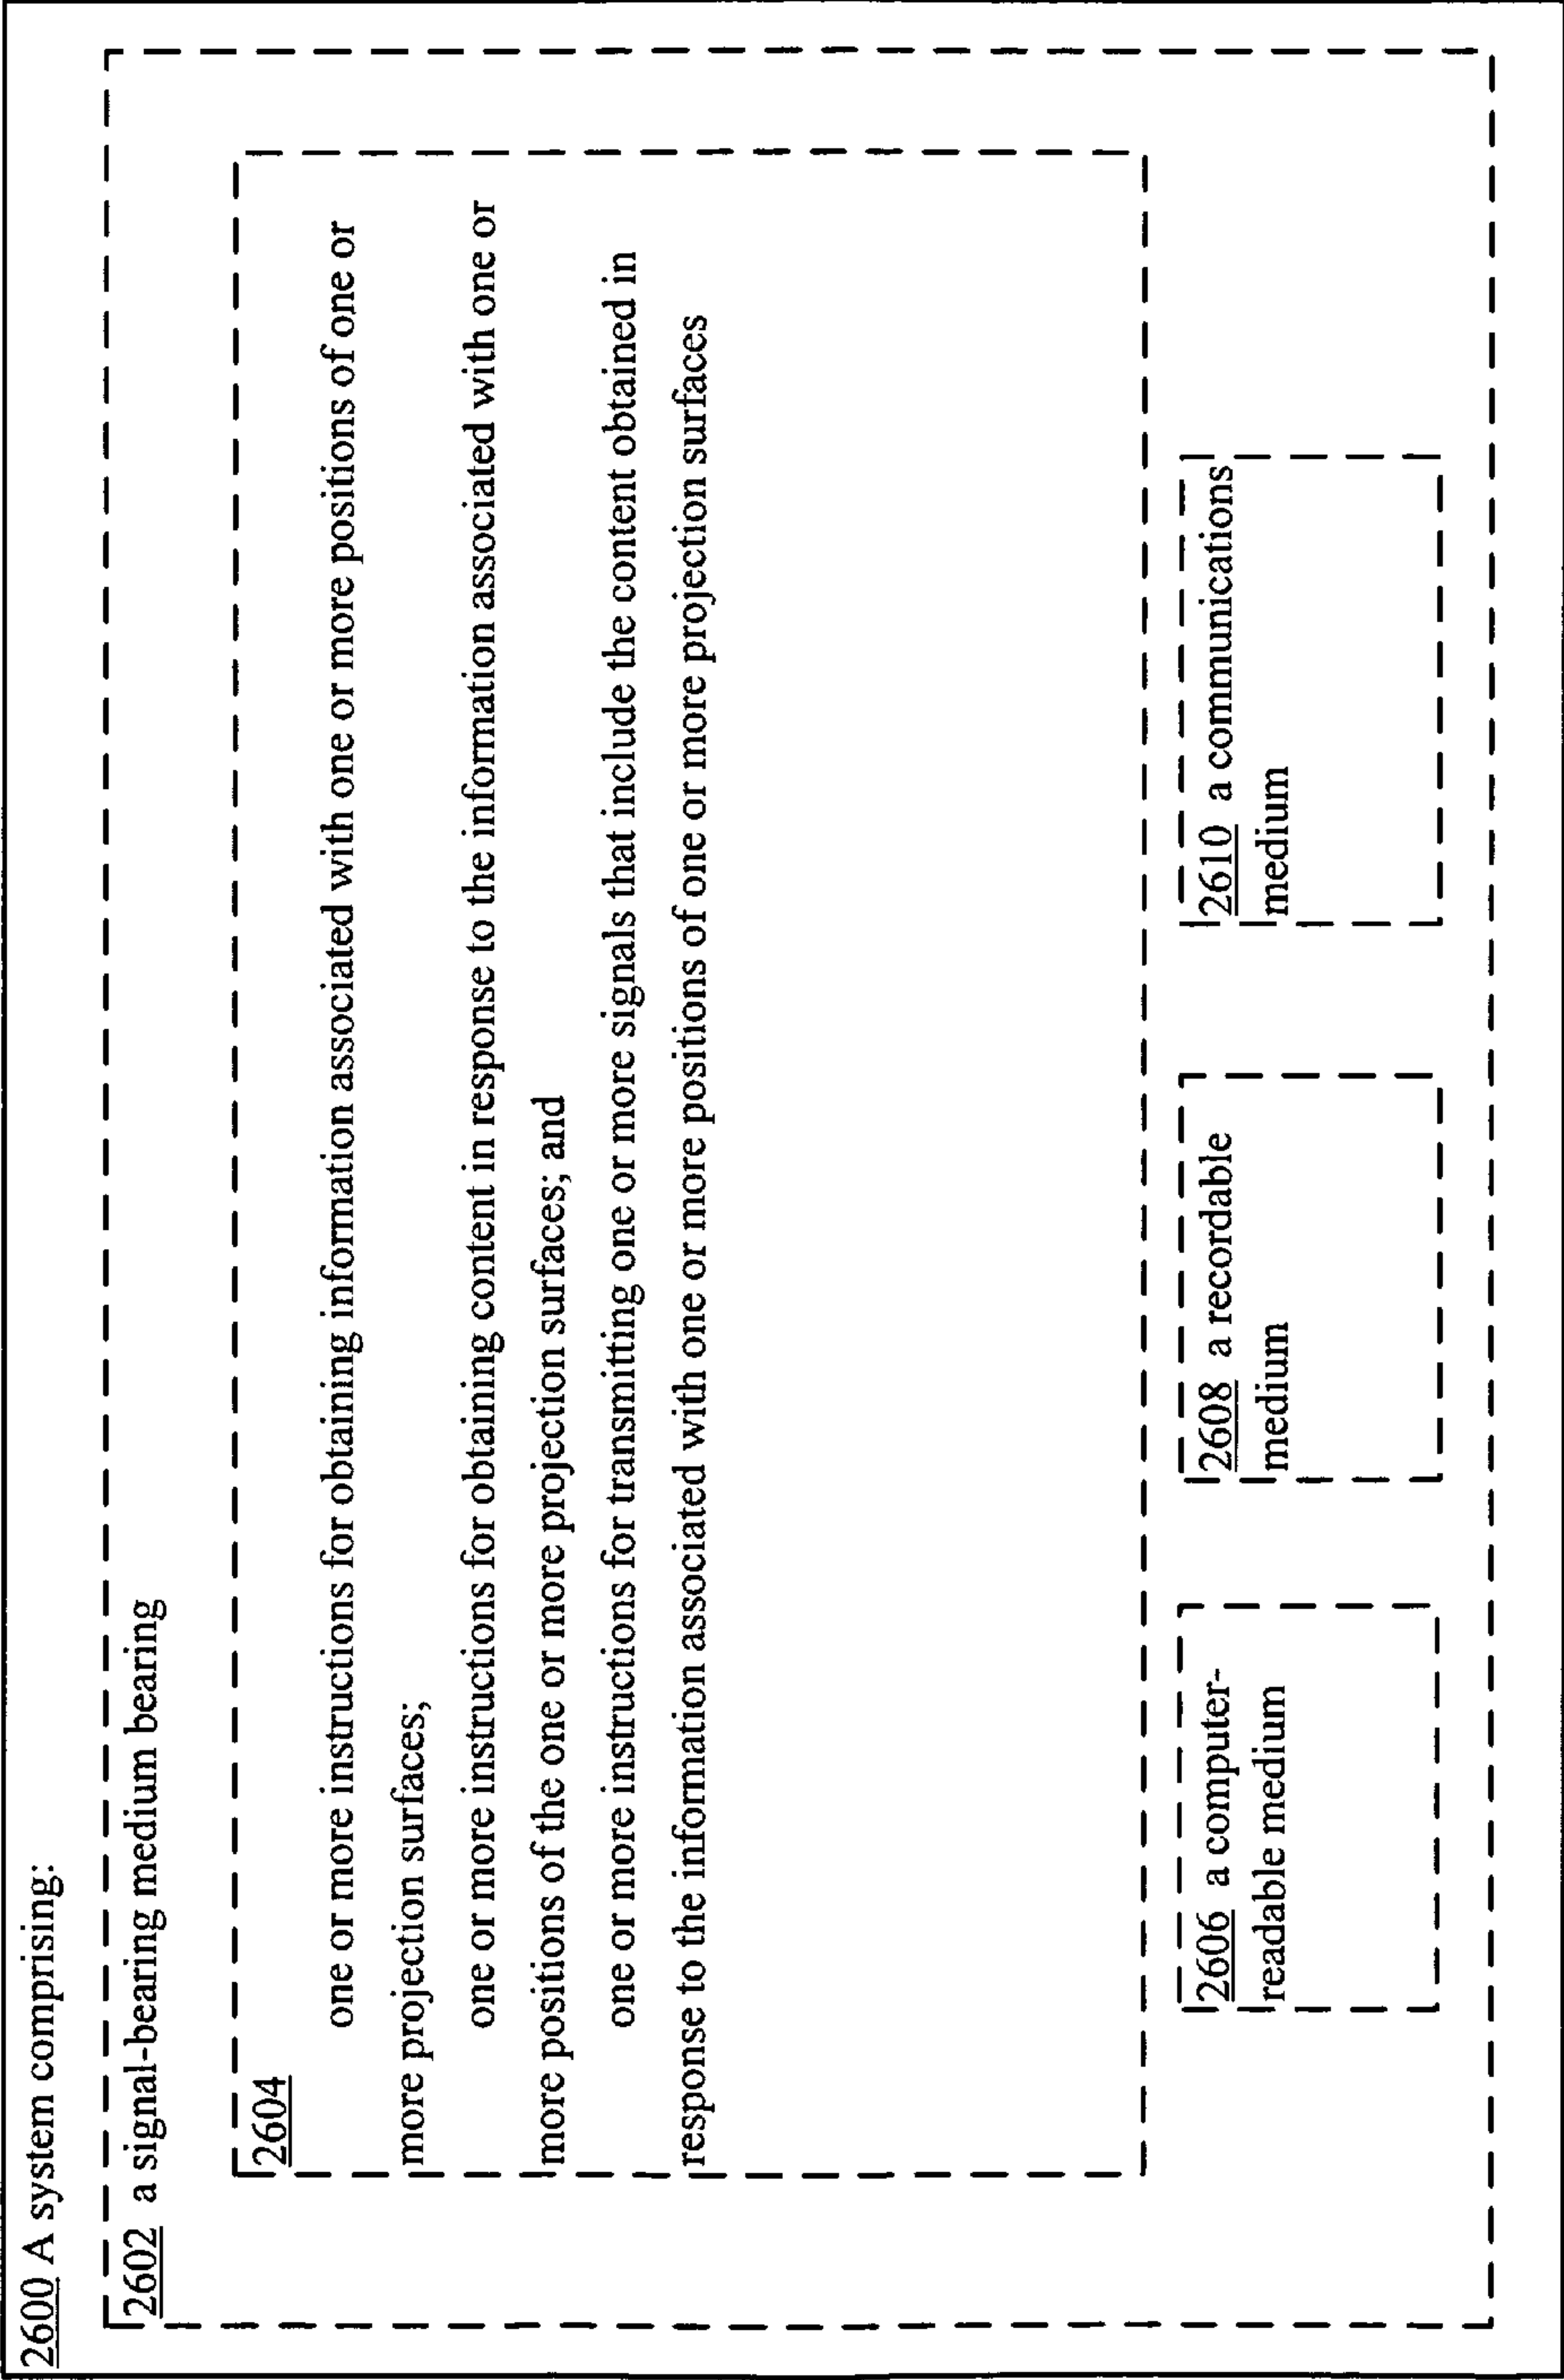 2600 A system comprising:
2602 a signal-bearing medium bearing
2604
one or more instructions for obtaining information associated with one or more positions of one or
more projection surfaces;
one or more instructions for obtaining content in response to the information associated with one or
more positions of the one or more projection surfaces; and
one or more instructions for transmitting one or more signals that include the content obtained in
response to the information associated with one or more positions of one or more projection surfaces
2606 a computer-
readable medium
2608 a recordable
medium
2610 a communications
medium